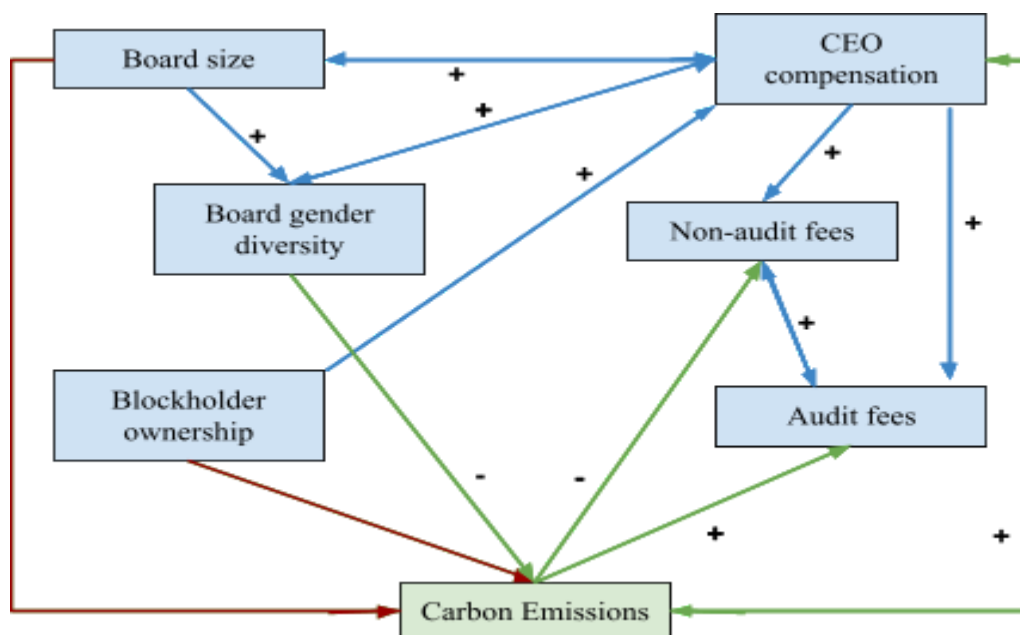 Board size
CEO
compensation
+
+
+
+
+
Board gender
diversity
Non-audit fees
+
+
Blockholder
ownership
Audit fees
-
-
+
+
Carbon Emissions